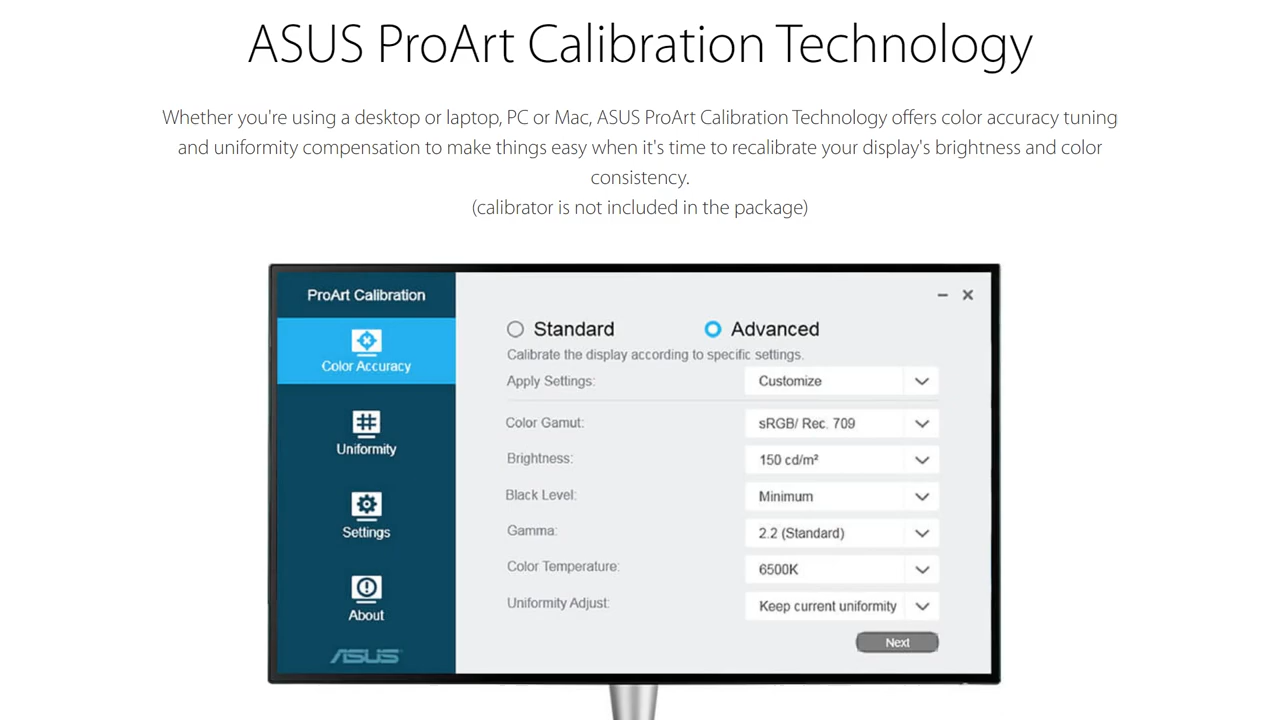 ASUS ProArt Calibration Technology
Whether you're using a desktop or laptop, PC or Mac, ASUS ProArt Calibration Technology offers color accuracy tuning
and uniformity compensation to make things easy when it's time to recalibrate your display's brightness and color
consistency.
(calibrator is not included in the package)
ProArt Calibration
Color Accuracy
Uniformity
Settings
About
ASUS
Standard Advanced
Calibrate the display according to specific settings.
Apply Settings: Customize
Color Gamut: sRGB/ Rec. 709
Brightness: 150 cd/m²
Black Level: Minimum
Gamma: 2.2 (Standard)
Color Temperature: 6500K
Uniformity Adjust: Keep current uniformity
Next